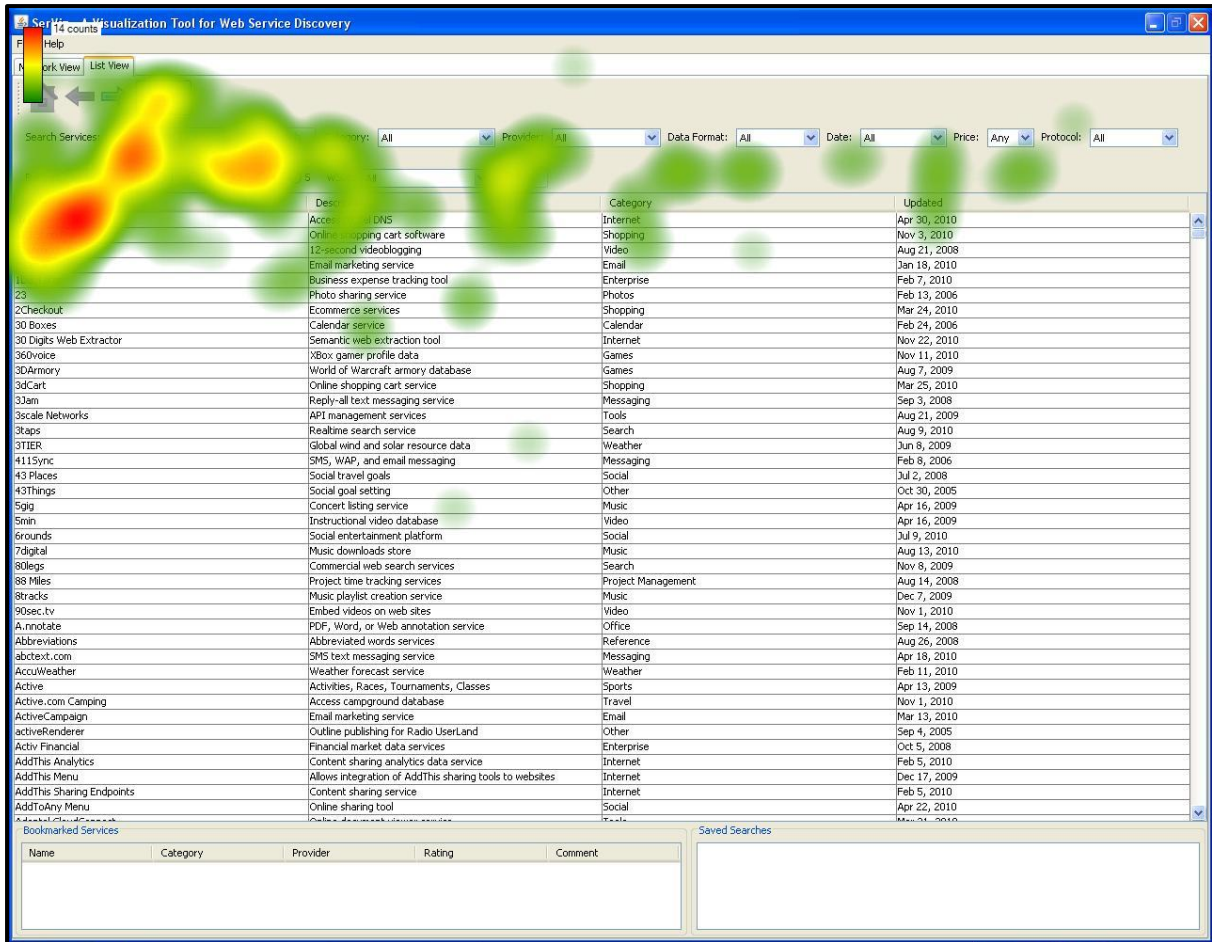 A Visualization Tool for Web Service Discovery
14 counts
Help
View List View
Search Services: All Provider: All Data Format: All Date: All Price: Any Protocol: All
Category Updated
DNS Internet Apr 30, 2010
Online shopping cart software Shopping Nov 3, 2010
12-second videoblogging Video Aug 21, 2008
Email marketing service Email Jan 18, 2010
Business expense tracking tool Enterprise Feb 7, 2010
23 Photo sharing service Photos Feb 13, 2006
2Checkout Ecommerce services Shopping Mar 24, 2010
30 Boxes Calendar service Calendar Feb 24, 2006
30 Digits Web Extractor Semantic web extraction tool Internet Nov 22, 2010
360voice XBox gamer profile data Games Nov 11, 2010
3DArmory World of Warcraft armory database Games Aug 7, 2009
3dCart Online shopping cart service Shopping Mar 25, 2010
3Jam Reply-all text messaging service Messaging Sep 3, 2008
3scale Networks API management services Tools Aug 21, 2009
3taps Realtime search service Search Aug 9, 2010
3TIER Global wind and solar resource data Weather Jun 8, 2009
411Sync SMS, WAP, and email messaging Messaging Feb 8, 2006
43 Places Social travel goals Social Jul 2, 2008
43Things Social goal setting Other Oct 30, 2005
5gig Concert listing service Music Apr 16, 2009
5min Instructional video database Video Apr 16, 2009
6rounds Social entertainment platform Social Jul 9, 2010
7digital Music downloads store Music Aug 13, 2010
80legs Commercial web search services Search Nov 8, 2009
88 Miles Project time tracking services Project Management Aug 14, 2008
8tracks Music playlist creation service Music Dec 7, 2009
90sec.tv Embed videos on web sites Video Nov 1, 2010
A.nnotate PDF, Word, or Web annotation service Office Sep 14, 2008
Abbreviations Abbreviated words services Reference Aug 26, 2008
abctext.com SMS text messaging service Messaging Apr 18, 2010
AccuWeather Weather forecast service Weather Feb 11, 2010
Active Activities, Races, Tournaments, Classes Sports Apr 13, 2009
Active.com Camping Access campground database Travel Nov 1, 2010
ActiveCampaign Email marketing service Email Mar 13, 2010
activeRenderer Outline publishing for Radio UserLand Other Sep 4, 2005
Activ Financial Financial market data services Enterprise Oct 5, 2008
AddThis Analytics Content sharing analytics data service Internet Feb 5, 2010
AddThis Menu Allows integration of AddThis sharing tools to websites Internet Dec 17, 2009
AddThis Sharing Endpoints Content sharing service Internet Feb 5, 2010
AddToAny Menu Online sharing tool Social Apr 22, 2010
Bookmarked Services Saved Searches
Name Category Provider Rating Comment